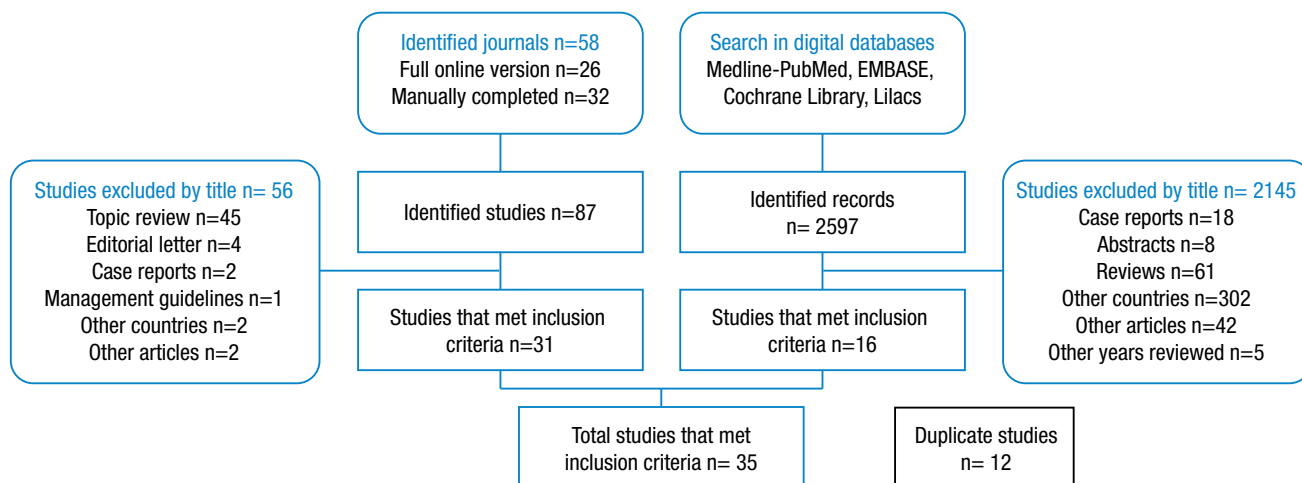 Identified journals n=58
Full online version n=26
Manually completed n=32
Search in digital databases
Medline-PubMed, EMBASE,
Cochrane Library, Lilacs
Studies excluded by title n= 56
Topic review n=45
Editorial letter n=4
Case reports n=2
Management guidelines n=1
Other countries n=2
Other articles n=2
Identified studies n=87
Identified records
n= 2597
Studies excluded by title n= 2145
Case reports n=18
Abstracts n=8
Reviews n=61
Other countries n=302
Other articles n=42
Other years reviewed n=5
Studies that met inclusion
criteria n=31
Studies that met inclusion
criteria n=16
Total studies that met
inclusion criteria n= 35
Duplicate studies
n= 12